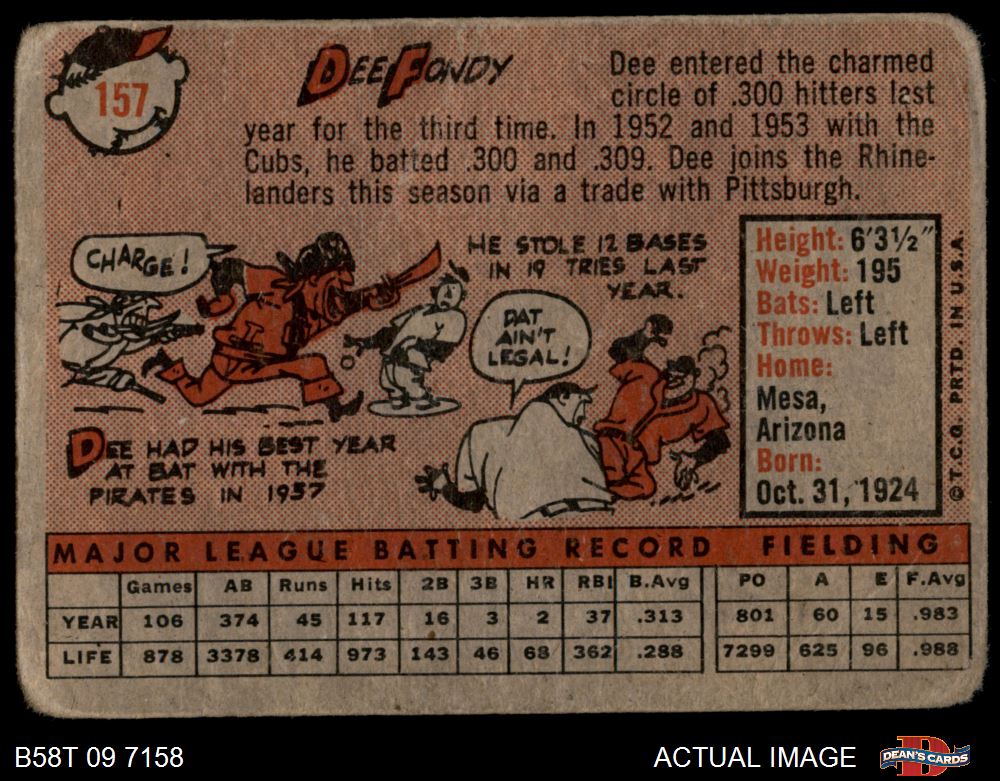 157
DEE FONDY
Dee entered the charmed
circle of .300 hitters last
year for the third time. In 1952 and 1953 with the
Cubs, he batted .300 and .309. Dee joins the Rhine-
landers this season via a trade with Pittsburgh.
CHARGE!
HE STOLE 12 BASES
IN 19 TRIES LAST
YEAR.
DAT
AIN'T
LEGAL!
DEE HAD HIS BEST YEAR
AT BAT WITH THE
PIRATES IN 1957
Height: 6'3½"
Weight: 195
Bats: Left
Throws: Left
Home:
Mesa,
Arizona
Born:
Oct. 31, 1924
© T.C.G. PRTD. IN U.S.A.
MAJOR LEAGUE BATTING RECORD FIELDING
Games AB Runs Hits 2B 3B HR RBI B.Avg PO A E F.Avg
YEAR 106 374 45 117 16 3 2 37 .313 801 60 15 .983
LIFE 878 3378 414 973 143 46 68 362 .288 7299 625 96 .988
B58T 09 7158
ACTUAL IMAGE
DEAN'S CARDS